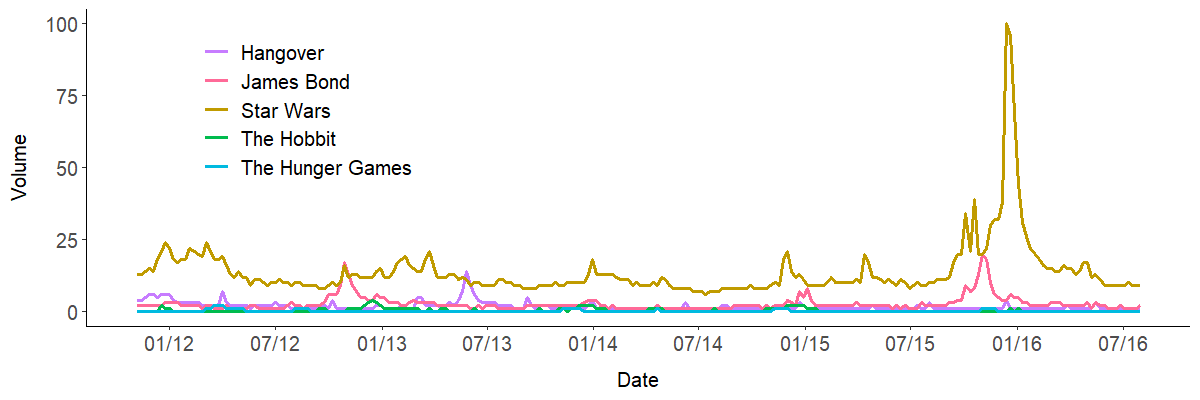 100
75
50
25
0
Volume
Hangover
James Bond
Star Wars
The Hobbit
The Hunger Games
01/12 07/12 01/13 07/13 01/14 07/14 01/15 07/15 01/16 07/16
Date